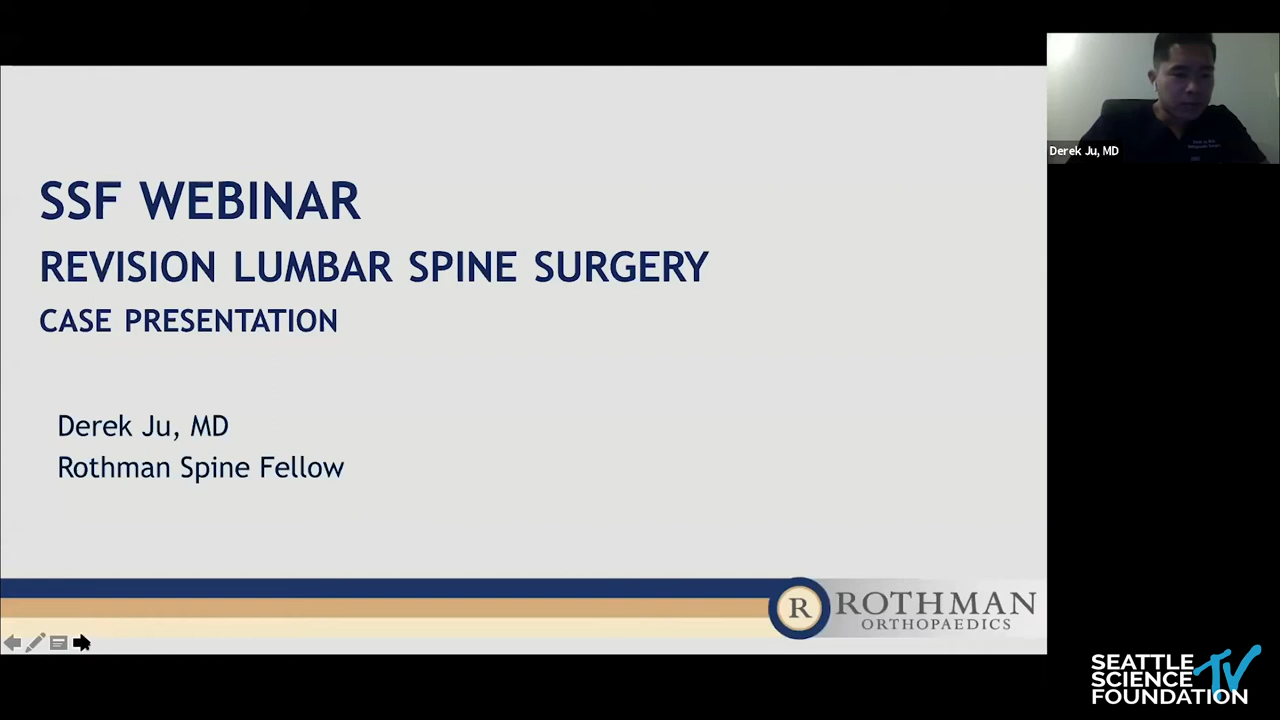 SSF WEBINAR
REVISION LUMBAR SPINE SURGERY
CASE PRESENTATION
Derek Ju, MD
Rothman Spine Fellow
R ROTHMAN
ORTHOPAEDICS
Derek Ju, MD
SEATTLE
SCIENCE TV
FOUNDATION